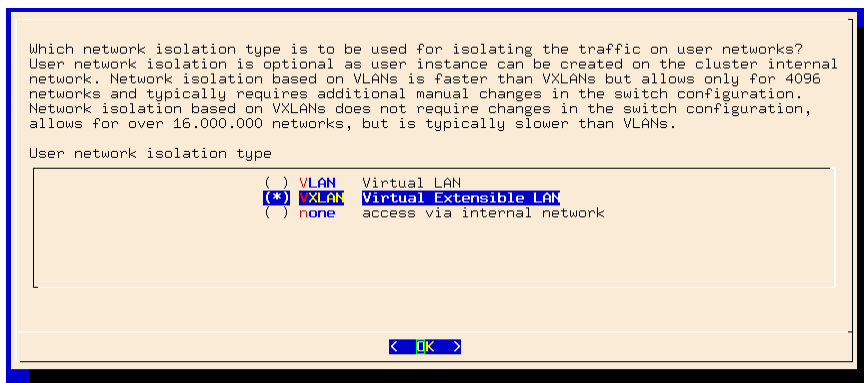 Which network isolation type is to be used for isolating the traffic on user networks?
User network isolation is optional as user instance can be created on the cluster internal
network. Network isolation based on VLANs is faster than VXLANs but allows only for 4096
networks and typically requires additional manual changes in the switch configuration.
Network isolation based on VXLANs does not require changes in the switch configuration,
allows for over 16.000.000 networks, but is typically slower than VLANs.
User network isolation type
( ) VLAN Virtual LAN
(*) VXLAN Virtual Extensible LAN
( ) none access via internal network
< OK >